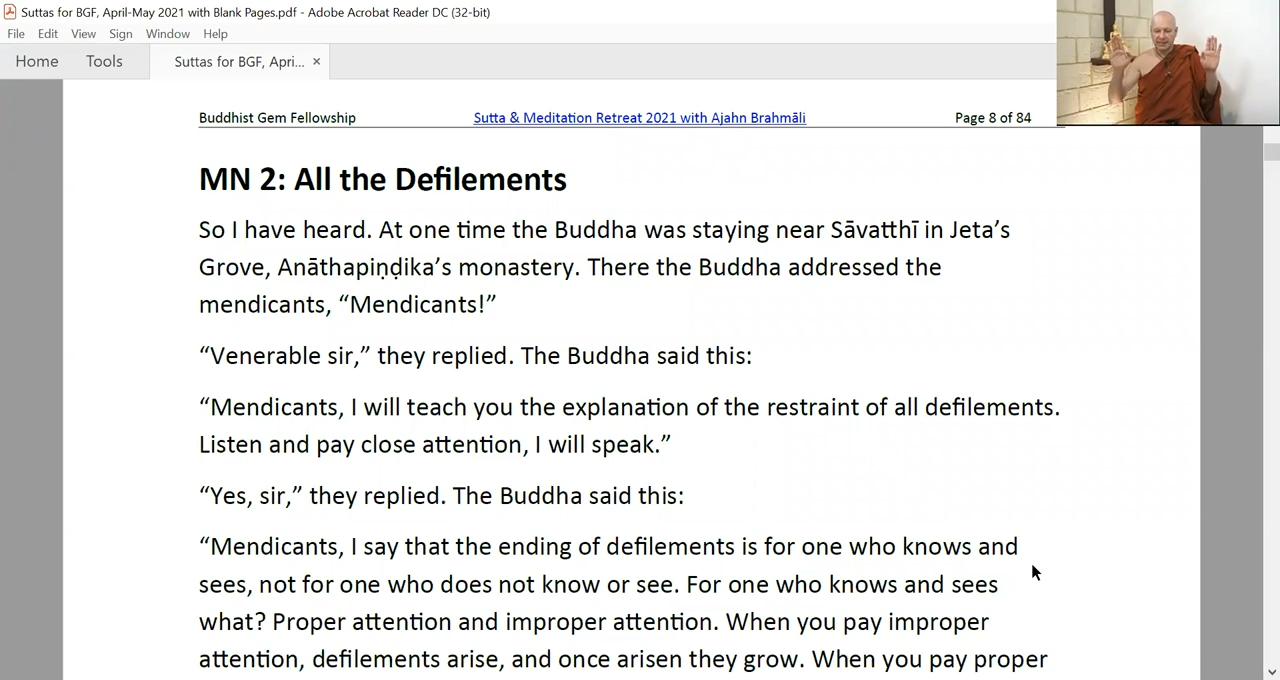 Suttas for BGF, April-May 2021 with Blank Pages.pdf - Adobe Acrobat Reader DC (32-bit)
File Edit View Sign Window Help
Home Tools Suttas for BGF, Apri... ×
Buddhist Gem Fellowship Sutta & Meditation Retreat 2021 with Ajahn Brahmāli Page 8 of 84
MN 2: All the Defilements
So I have heard. At one time the Buddha was staying near Sāvatthī in Jeta’s
Grove, Anāthapiṇḍika’s monastery. There the Buddha addressed the
mendicants, “Mendicants!”
“Venerable sir,” they replied. The Buddha said this:
“Mendicants, I will teach you the explanation of the restraint of all defilements.
Listen and pay close attention, I will speak.”
“Yes, sir,” they replied. The Buddha said this:
“Mendicants, I say that the ending of defilements is for one who knows and
sees, not for one who does not know or see. For one who knows and sees
what? Proper attention and improper attention. When you pay improper
attention, defilements arise, and once arisen they grow. When you pay proper